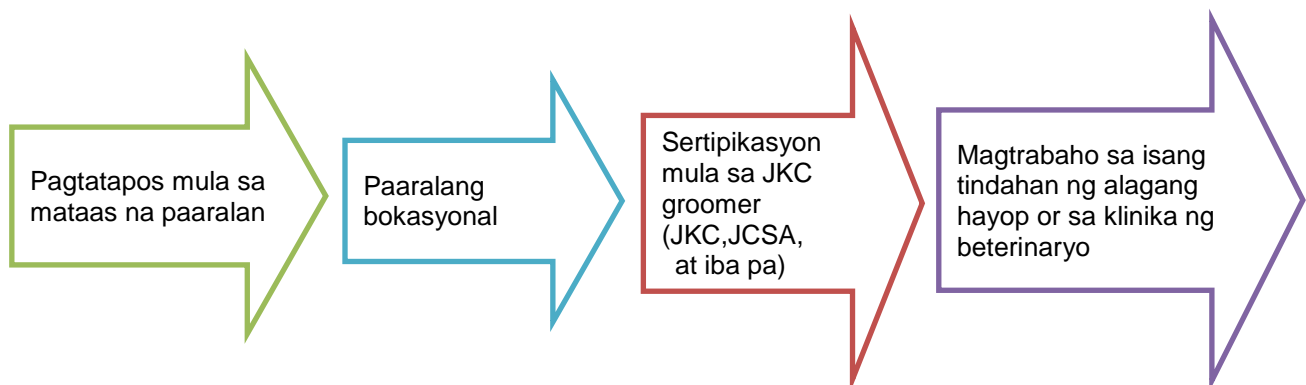 Pagtatapos mula sa
mataas na paaralan
Paaralang
bokasyonal
Sertipikasyon
mula sa JKC
groomer
(JKC,JCSA,
at iba pa)
Magtrabaho sa isang
tindahan ng alagang
hayop or sa klinika ng
beterinaryo